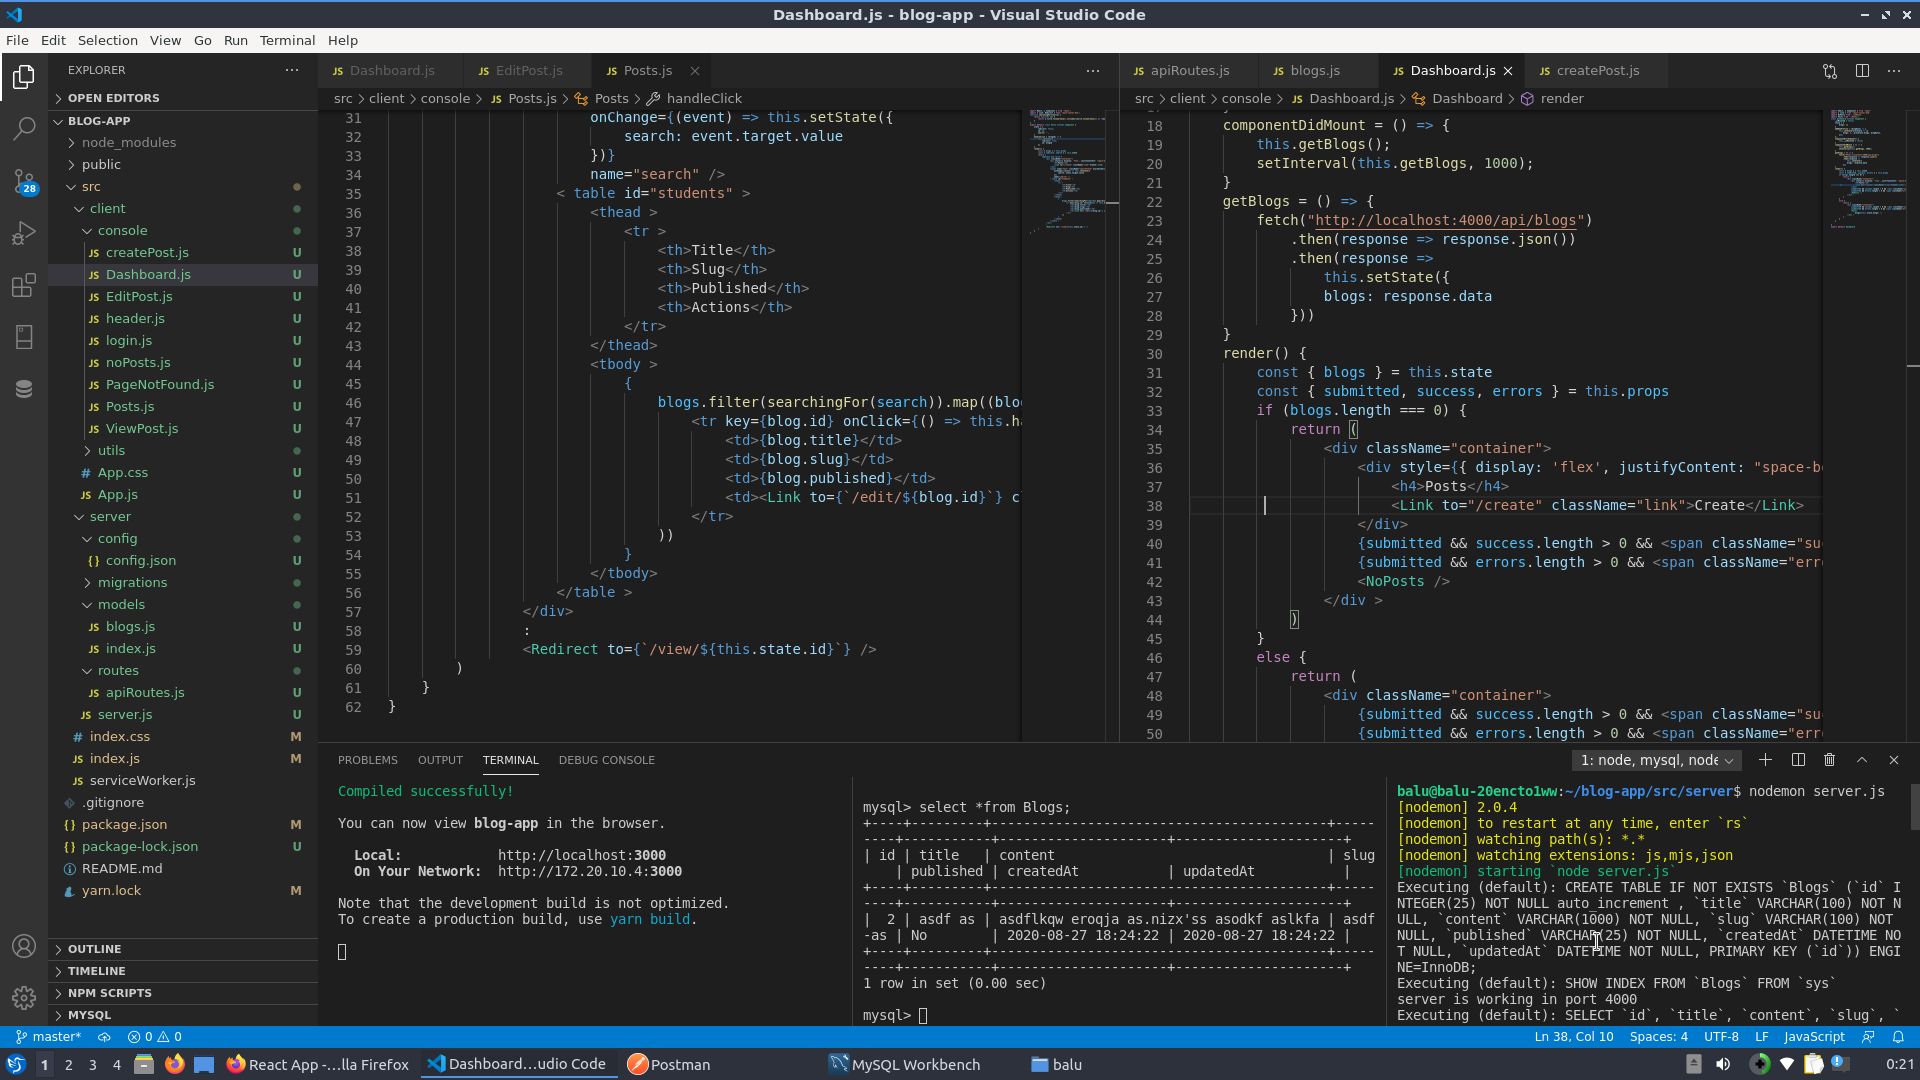 Dashboard.js - blog-app - Visual Studio Code
File Edit Selection View Go Run Terminal Help
EXPLORER
OPEN EDITORS
BLOG-APP
node_modules
public
src
client U
console
createPost.js U
Dashboard.js U
EditPost.js U
header.js U
login.js U
noPosts.js U
PageNotFound.js U
Posts.js U
ViewPost.js U
utils
# App.css U
JS App.js U
server
config
{} config.json U
migrations
models
JS blogs.js U
JS index.js U
routes
JS apiRoutes.js U
JS server.js U
# index.css M
JS index.js M
JS serviceWorker.js
.gitignore
{} package.json M
{} package-lock.json U
README.md
yarn.lock M
OUTLINE
TIMELINE
NPM SCRIPTS
MYSQL
28
JS Dashboard.js JS EditPost.js JS Posts.js
src > client > console > JS Posts.js > Posts > handleClick
31 onChange={(event) => this.setState({
32 search: event.target.value
33 })}
34 name="search" />
35 < table id="students" >
36 <thead >
37 <tr >
38 <th>Title</th>
39 <th>Slug</th>
40 <th>Published</th>
41 <th>Actions</th>
42 </tr>
43 </thead>
44 <tbody >
45 {
46 blogs.filter(searchingFor(search)).map((blo
47 <tr key={blog.id} onClick={() => this.ha
48 <td>{blog.title}</td>
49 <td>{blog.slug}</td>
50 <td>{blog.published}</td>
51 <td><Link to={`/edit/${blog.id}`} c
52 </tr>
53 ))
54 }
55 </tbody>
56 </table >
57 </div>
58 :
59 <Redirect to={`/view/${this.state.id}`} />
60 )
61 }
62 }
JS apiRoutes.js JS blogs.js JS Dashboard.js JS createPost.js
src > client > console > JS Dashboard.js > Dashboard > render
18 componentDidMount = () => {
19 this.getBlogs();
20 setInterval(this.getBlogs, 1000);
21 }
22 getBlogs = () => {
23 fetch("http://localhost:4000/api/blogs")
24 .then(response => response.json())
25 .then(response =>
26 this.setState({
27 blogs: response.data
28 }))
29 }
30 render() {
31 const { blogs } = this.state
32 const { submitted, success, errors } = this.props
33 if (blogs.length === 0) {
34 return (
35 <div className="container">
36 <div style={{ display: 'flex', justifyContent: "space-b
37 <h4>Posts</h4>
38 <Link to="/create" className="link">Create</Link>
39 </div>
40 {submitted && success.length > 0 && <span className="su
41 {submitted && errors.length > 0 && <span className="err
42 <NoPosts />
43 </div >
44 )
45 }
46 else {
47 return (
48 <div className="container">
49 {submitted && success.length > 0 && <span className="su
50 {submitted && errors.length > 0 && <span className="err
PROBLEMS OUTPUT TERMINAL DEBUG CONSOLE
1: node, mysql, node
Compiled successfully!
You can now view blog-app in the browser.
Local: http://localhost:3000
On Your Network: http://172.20.10.4:3000
Note that the development build is not optimized.
To create a production build, use yarn build.
mysql> select *from Blogs;
+----+---------+-----------------------------------------+-----
----+-----------+---------------------+---------------------+
| id | title | content | slug
| published | createdAt | updatedAt |
+----+---------+-----------------------------------------+-----
----+-----------+---------------------+---------------------+
| 2 | asdf as | asdflkqw eroqja as.nizx'ss asodkf aslkfa | asdf
-as | No | 2020-08-27 18:24:22 | 2020-08-27 18:24:22 |
+----+---------+-----------------------------------------+-----
----+-----------+---------------------+---------------------+
1 row in set (0.00 sec)
mysql>
balu@balu-20encto1ww:~/blog-app/src/server$ nodemon server.js
[nodemon] 2.0.4
[nodemon] to restart at any time, enter `rs`
[nodemon] watching path(s): *.*
[nodemon] watching extensions: js,mjs,json
[nodemon] starting `node server.js`
Executing (default): CREATE TABLE IF NOT EXISTS `Blogs` (`id` I
NTEGER(25) NOT NULL auto_increment , `title` VARCHAR(100) NOT N
ULL, `content` VARCHAR(1000) NOT NULL, `slug` VARCHAR(100) NOT
NULL, `published` VARCHAR(25) NOT NULL, `createdAt` DATETIME NO
T NULL, `updatedAt` DATETIME NOT NULL, PRIMARY KEY (`id`)) ENGI
NE=InnoDB;
Executing (default): SHOW INDEX FROM `Blogs` FROM `sys`
server is working in port 4000
Executing (default): SELECT `id`, `title`, `content`, `slug`, `
master* 0 0
Ln 38, Col 10 Spaces: 4 UTF-8 LF JavaScript
1 2 3 4 React App -...lla Firefox Dashboard...udio Code Postman MySQL Workbench balu 0:21